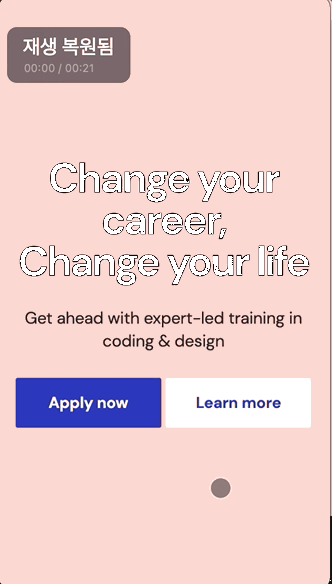 재생 복원됨
00:00 / 00:21
Change your
career,
Change your life
Get ahead with expert-led training in
coding & design
Apply now
Learn more